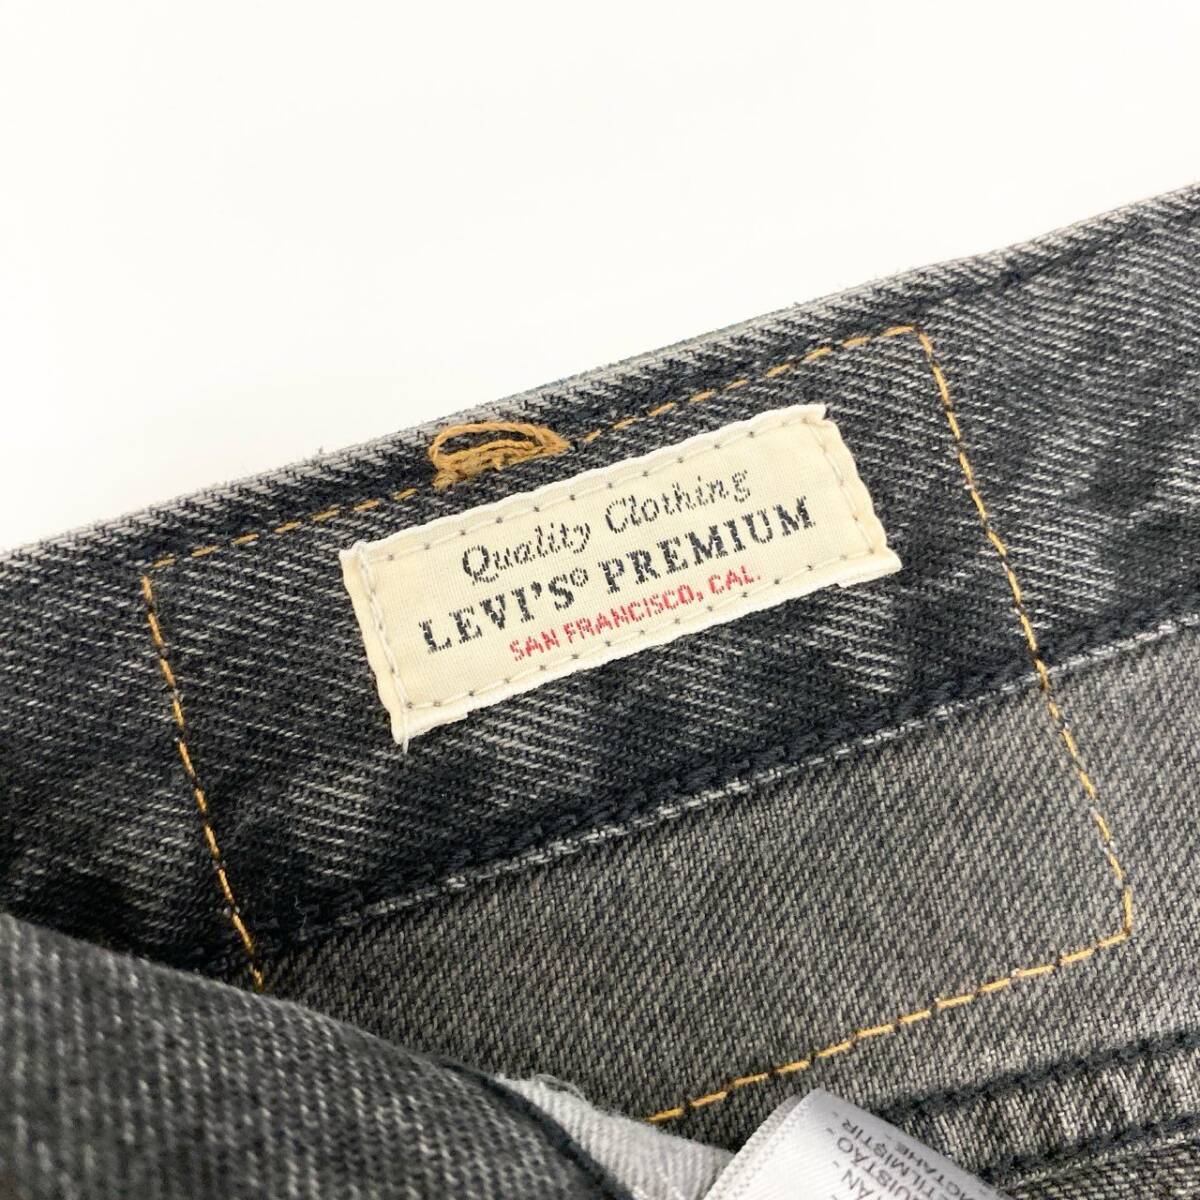 Quality Clothing
LEVI'S® PREMIUM
SAN FRANCISCO, CAL.